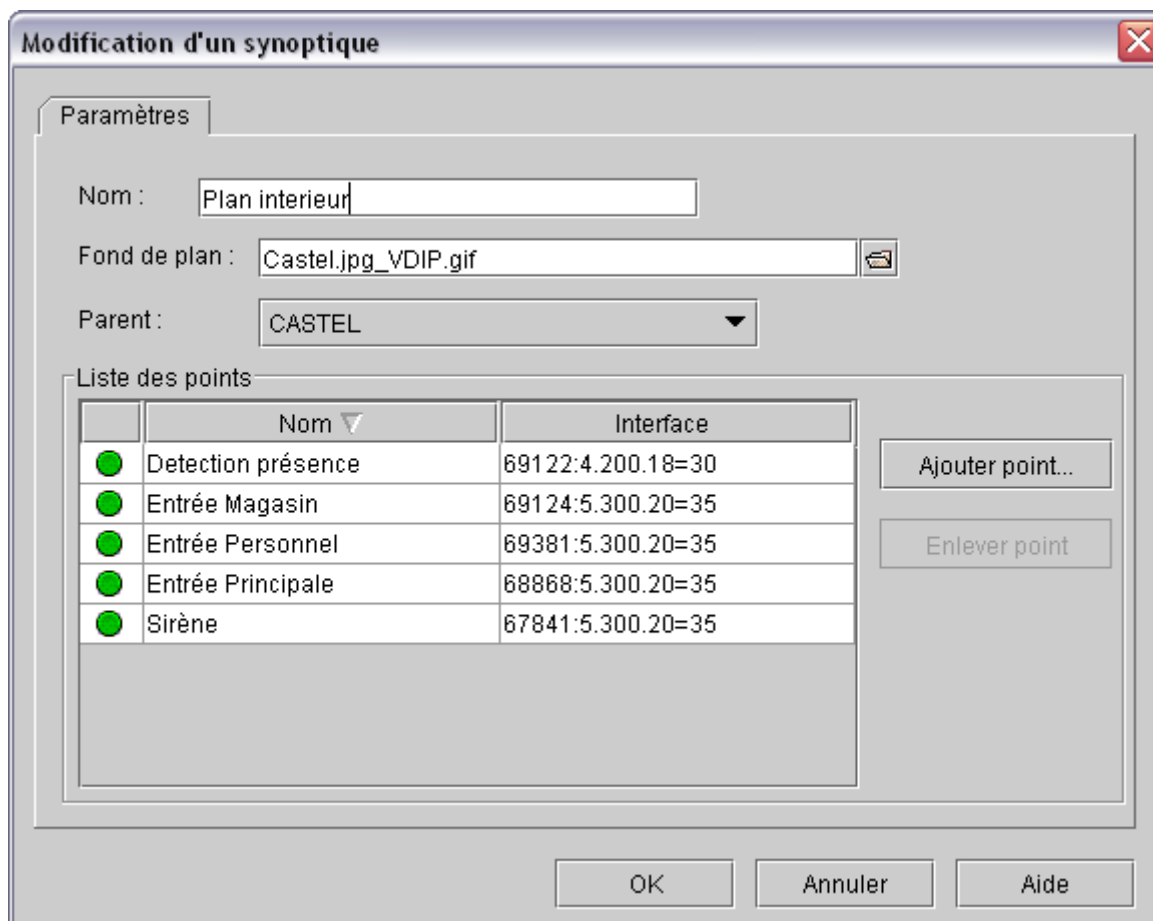 Modification d'un synoptique
Paramètres
Nom : Plan interieur
Fond de plan : Castel.jpg_VDIP.gif
Parent : CASTEL
Liste des points
Nom Interface
Detection présence 69122:4.200.18=30
Entrée Magasin 69124:5.300.20=35
Entrée Personnel 69381:5.300.20=35
Entrée Principale 68868:5.300.20=35
Sirène 67841:5.300.20=35
Ajouter point...
Enlever point
OK Annuler Aide